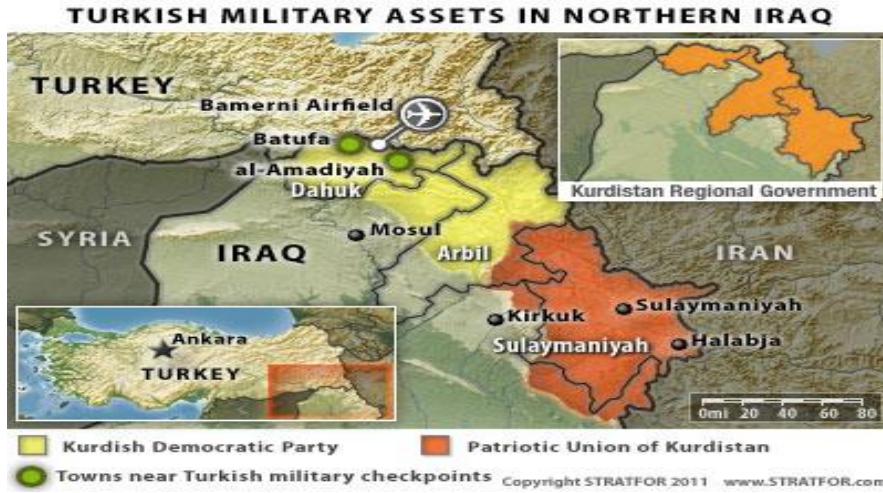 TURKISH MILITARY ASSETS IN NORTHERN IRAQ
TURKEY
Bamerni Airfield
Batufa
al-Amadiyah
Dahuk
Kurdistan Regional Government
SYRIA
IRAQ
Mosul
Arbil
IRAN
Ankara
TURKEY
Kirkuk
Sulaymaniyah
Sulaymaniyah
Halabja
0mi 20 40 60 80
Kurdish Democratic Party
Patriotic Union of Kurdistan
Towns near Turkish military checkpoints
Copyright STRATFOR 2011 www.STRATFOR.com